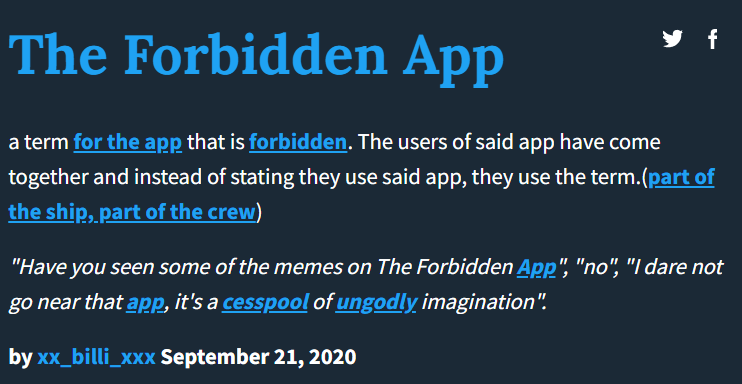 The Forbidden App
a term for the app that is forbidden. The users of said app have come
together and instead of stating they use said app, they use the term.(part of
the ship, part of the crew)
"Have you seen some of the memes on The Forbidden App", "no", "I dare not
go near that app, it's a cesspool of ungodly imagination".
by xx_billi_xxx September 21, 2020